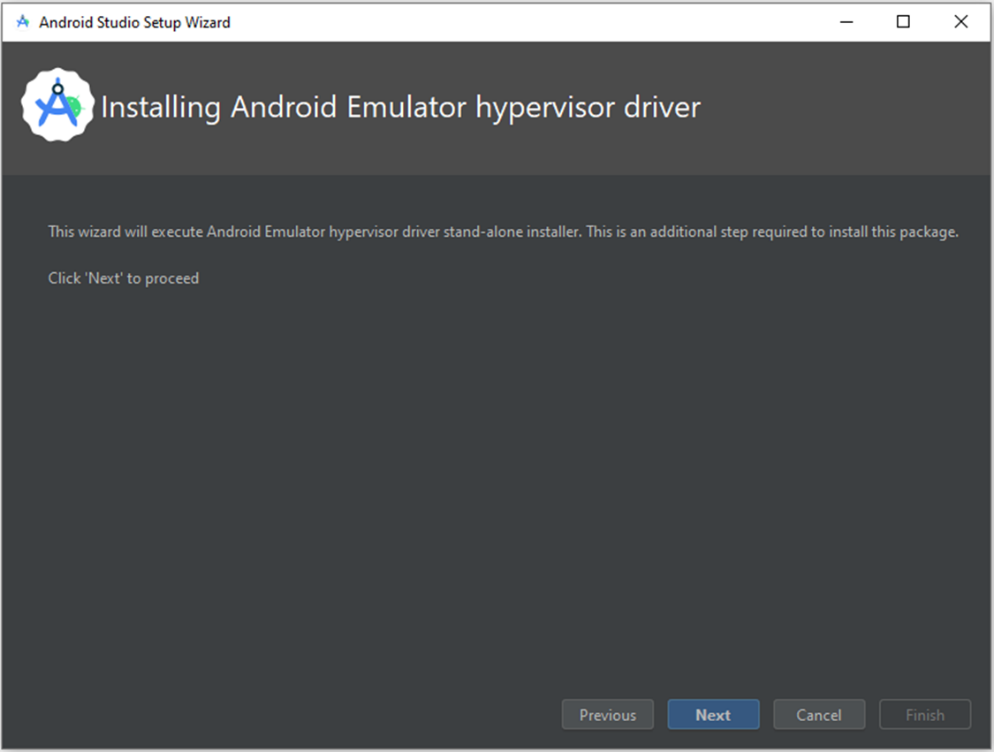 Android Studio Setup Wizard
Installing Android Emulator hypervisor driver
This wizard will execute Android Emulator hypervisor driver stand-alone installer. This is an additional step required to install this package.
Click 'Next' to proceed
Previous Next Cancel Finish